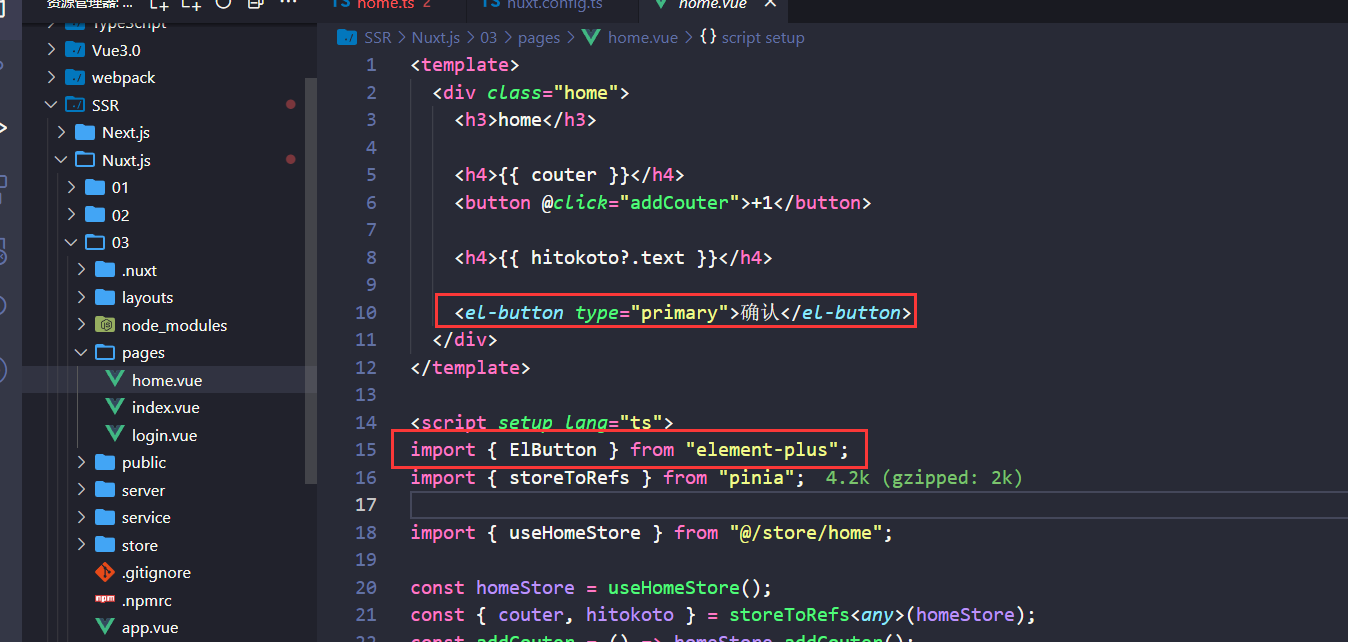 资源管理器: ...
TS home.ts 2
TS nuxt.config.ts
home.vue
TypeScript
Vue3.0
webpack
SSR
Next.js
Nuxt.js
01
02
03
.nuxt
layouts
node_modules
pages
home.vue
index.vue
login.vue
public
server
service
store
.gitignore
.npmrc
app.vue
SSR > Nuxt.js > 03 > pages > home.vue > {} script setup
1 <template>
2 <div class="home">
3 <h3>home</h3>
4
5 <h4>{{ couter }}</h4>
6 <button @click="addCouter">+1</button>
7
8 <h4>{{ hitokoto?.text }}</h4>
9
10 <el-button type="primary">确认</el-button>
11 </div>
12 </template>
13
14 <script setup lang="ts">
15 import { ElButton } from "element-plus";
16 import { storeToRefs } from "pinia"; 4.2k (gzipped: 2k)
17
18 import { useHomeStore } from "@/store/home";
19
20 const homeStore = useHomeStore();
21 const { couter, hitokoto } = storeToRefs<any>(homeStore);
22 const addCouter = () => homeStore.addCouter();